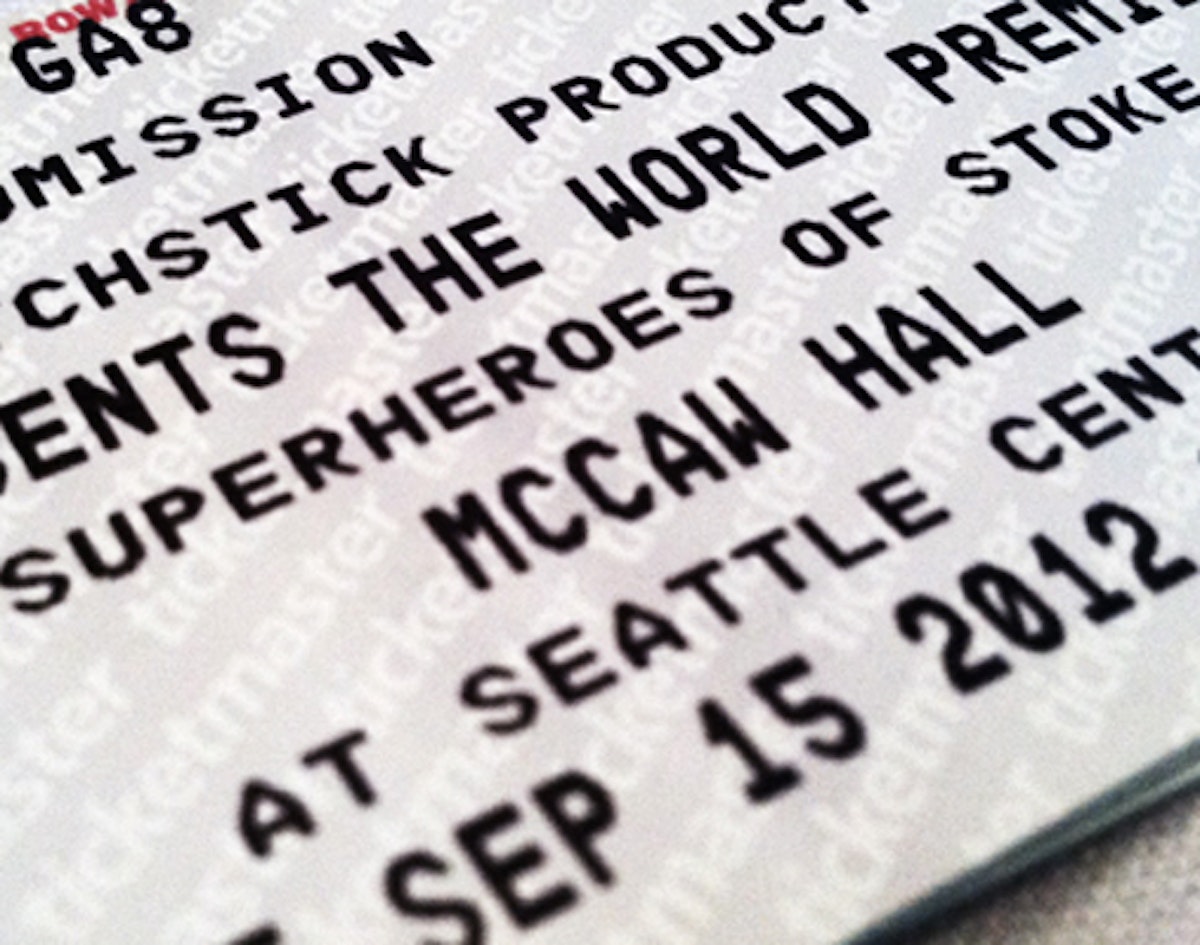 ROW
GA8
MISSION
CHSTICK PRODUCT
ENTS THE WORLD PREMI
SUPERHEROES OF STOKE
MCCAW HALL
AT SEATTLE CENT
SEP 15 2012